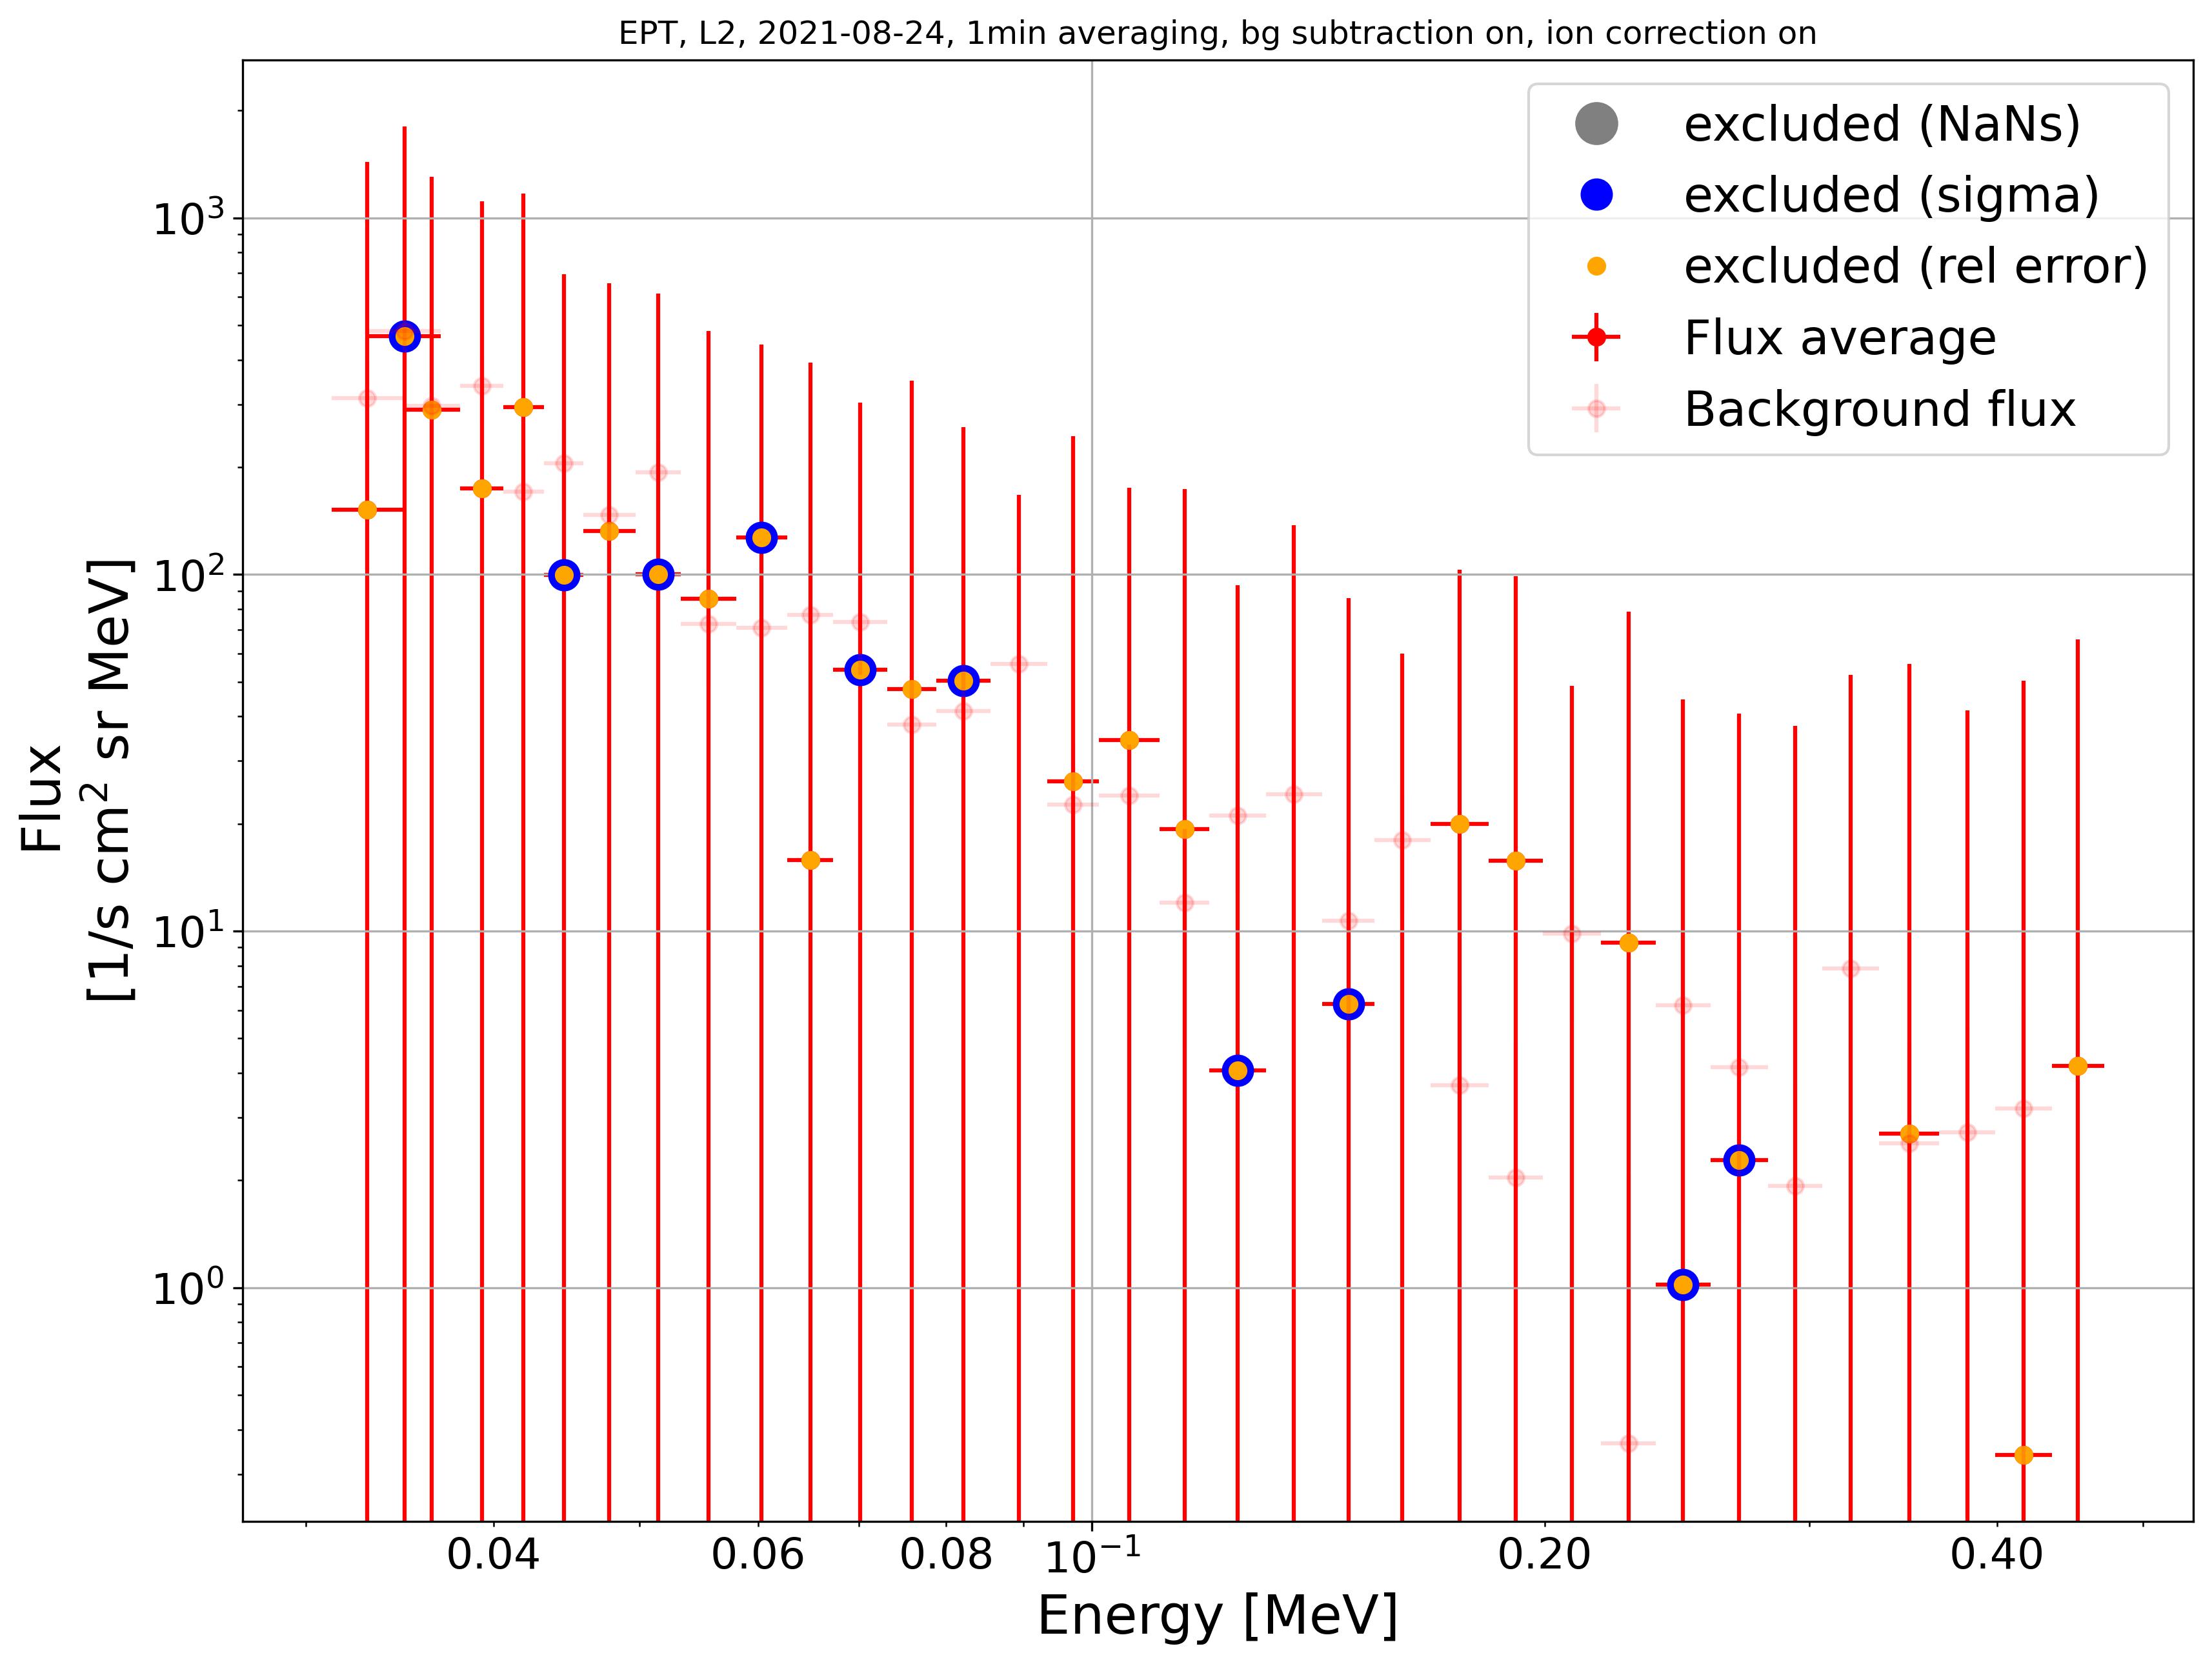 EPT, L2, 2021-08-24, 1min averaging, bg subtraction on, ion correction on
excluded (NaNs)
excluded (sigma)
excluded (rel error)
Flux average
Background flux
10³
10²
10¹
10⁰
Flux
[1/s cm² sr MeV]
0.04 0.06 0.08 10⁻¹ 0.20 0.40
Energy [MeV]